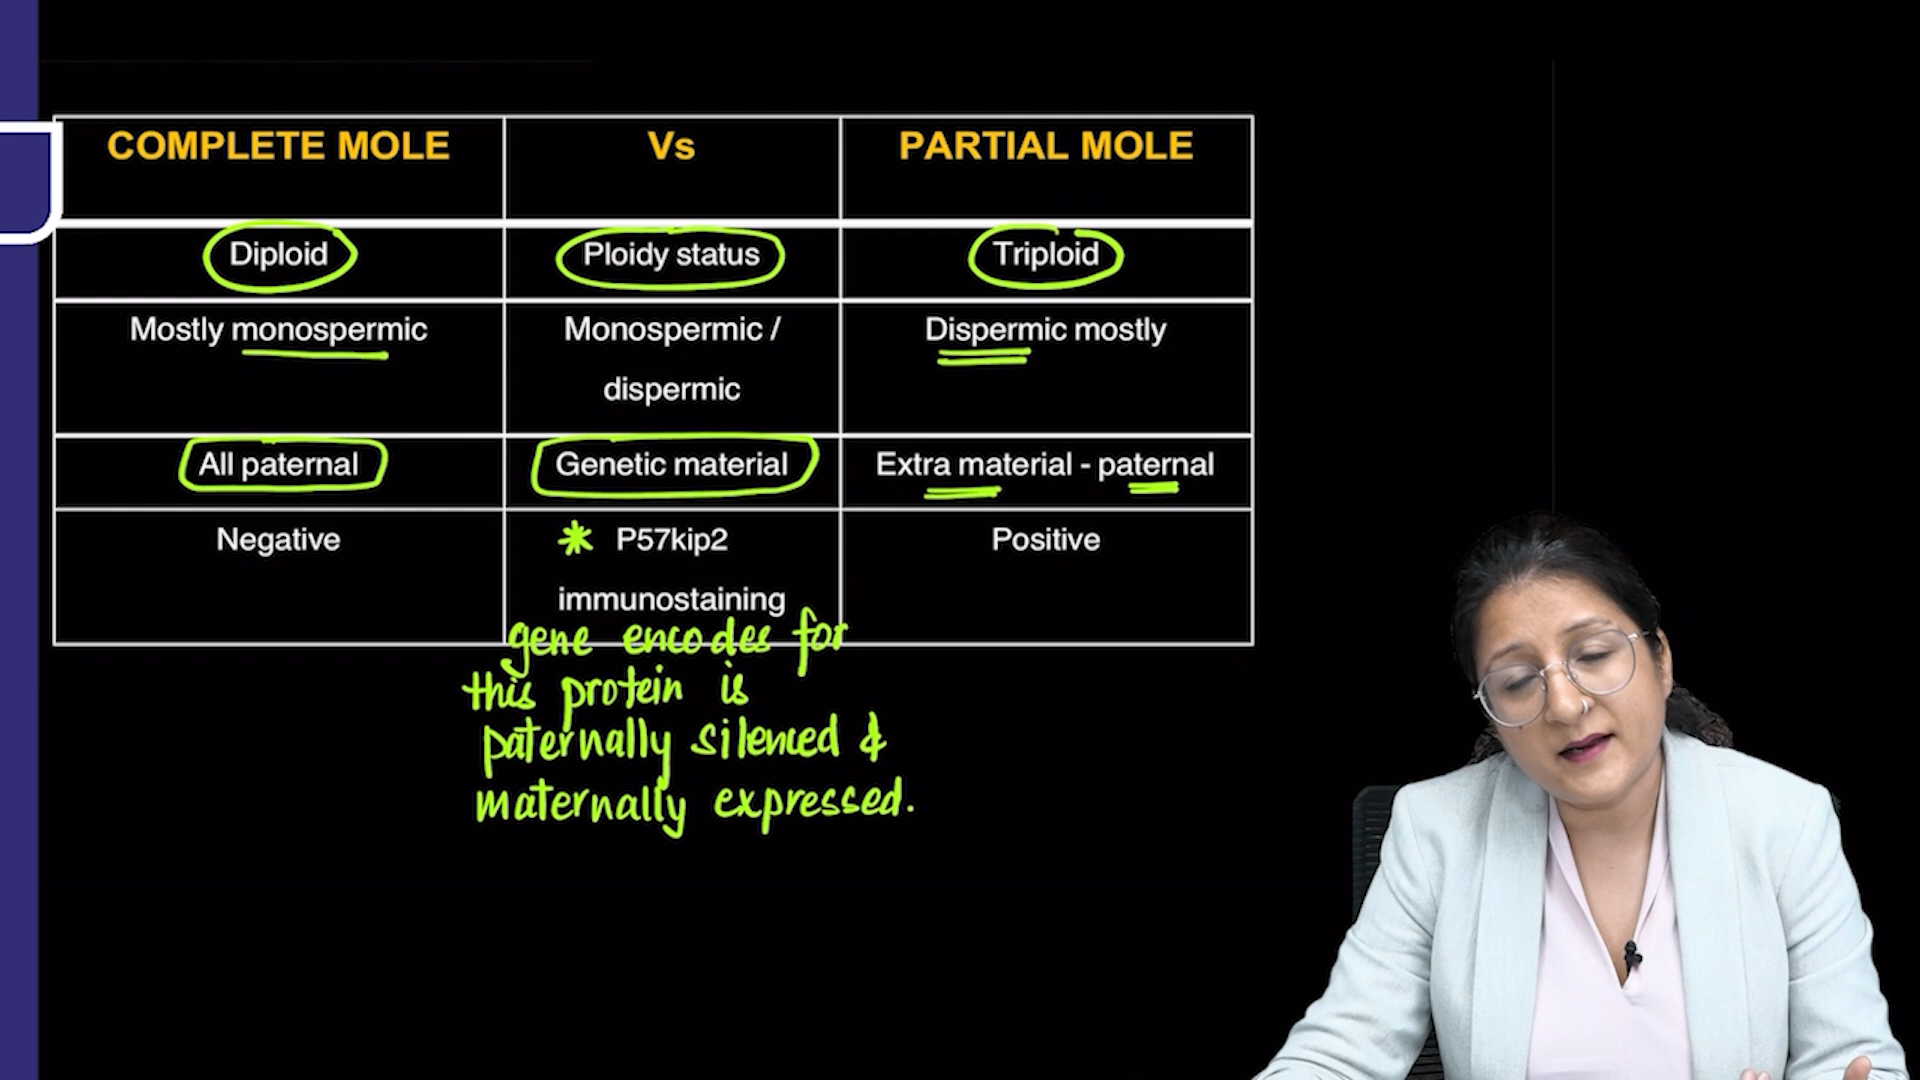 COMPLETE MOLE Vs PARTIAL MOLE
Diploid Ploidy status Triploid
Mostly monospermic Monospermic / Dispermic mostly
dispermic
All paternal Genetic material Extra material - paternal
Negative * P57kip2 Positive
immunostaining
gene encodes for
this protein is
paternally silenced &
maternally expressed.